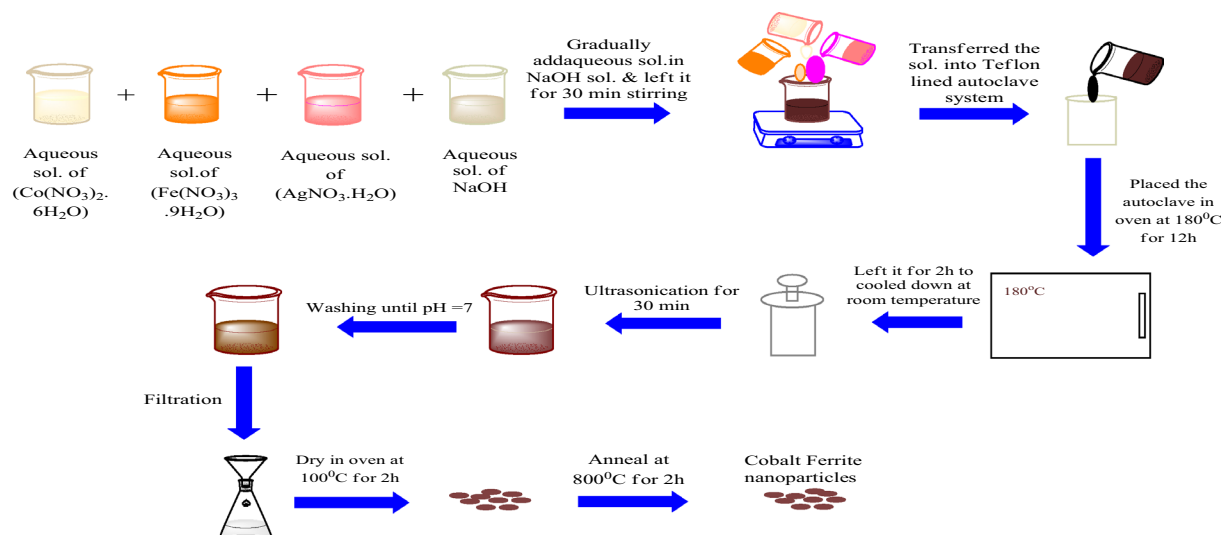 Gradually
addaqueous sol.in
NaOH sol. & left it
for 30 min stirring
Transferred the
sol. into Teflon
lined autoclave
system
+
+
+
Aqueous
sol. of
(Co(NO₃)₂.
6H₂O)
Aqueous
sol.of
(Fe(NO₃)₃
.9H₂O)
Aqueous sol.
of
(AgNO₃.H₂O)
Aqueous
sol. of
NaOH
Placed the
autoclave in
oven at 180⁰C
for 12h
180°C
Left it for 2h to
cooled down at
room temperature
Ultrasonication for
30 min
Washing until pH =7
Filtration
Dry in oven at
100⁰C for 2h
Anneal at
800⁰C for 2h
Cobalt Ferrite
nanoparticles